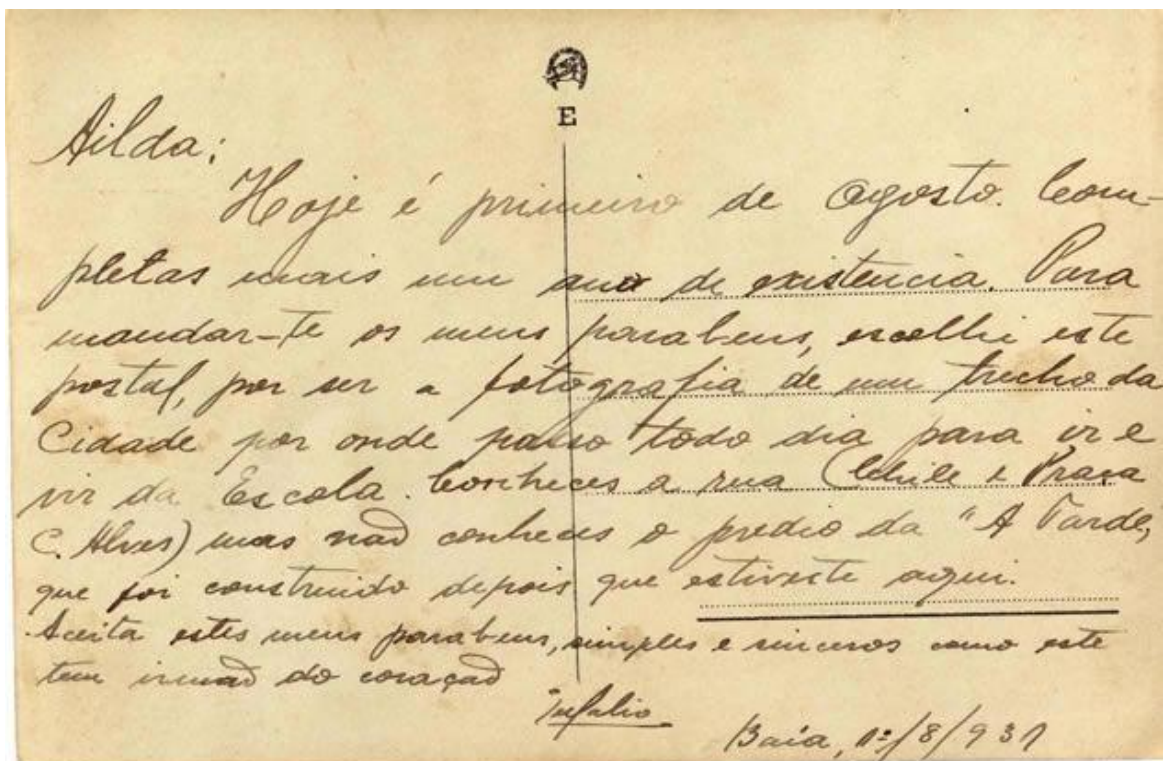 E
Ailda:
Hoje é primeiro de Agosto. Com-
pletas mais um ano de existencia. Para
mandar-te os meus parabens, escolhi este
postal, por ser a fotografia de um trecho da
Cidade por onde passo todo dia para ir e
vir da Escola. Conheces a rua (Chile e Praça
C. Alves) mas não conheces o predio da "A Tarde,
que foi construido depois que estiveste aqui.
Aceita estes meus parabens, simples e sinceros como este
teu irmão do coração
Baía, 1º/8/931